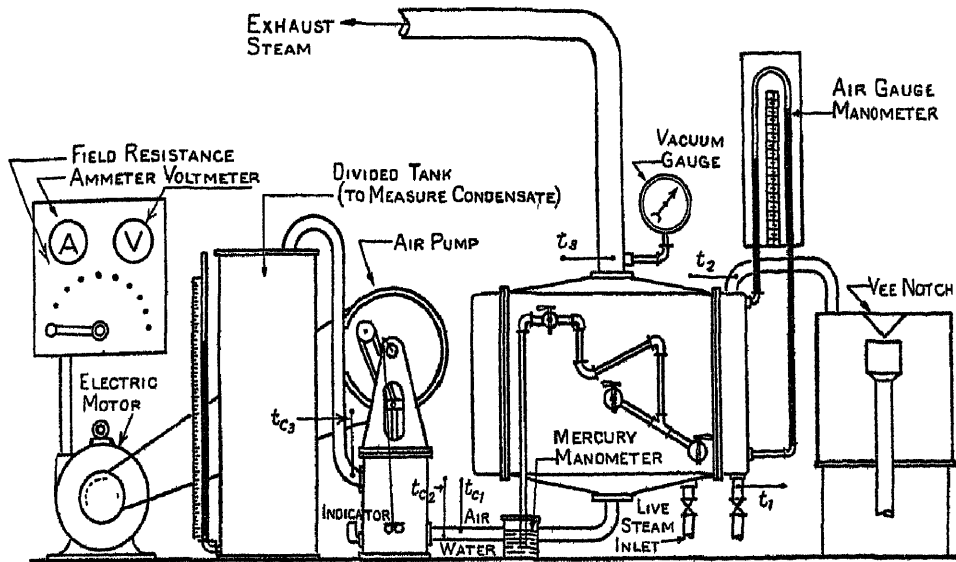 EXHAUST
STEAM
AIR GAUGE
MANOMETER
VACUUM
GAUGE
FIELD RESISTANCE
AMMETER VOLTMETER
DIVIDED TANK
(TO MEASURE CONDENSATE)
AIR PUMP
A
V
t3
t2
VEE NOTCH
ELECTRIC
MOTOR
tC3
MERCURY
MANOMETER
tC2
tC1
t1
INDICATOR
AIR
WATER
LIVE
STEAM
INLET